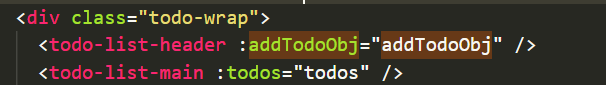 <div class="todo-wrap">
<todo-list-header :addTodoObj="addTodoObj" />
<todo-list-main :todos="todos" />